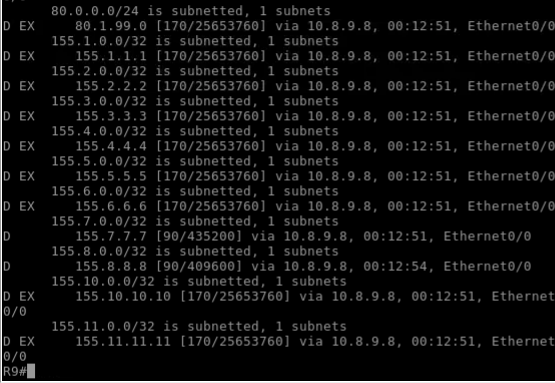 80.0.0.0/24 is subnetted, 1 subnets
D EX 80.1.99.0 [170/25653760] via 10.8.9.8, 00:12:51, Ethernet0/0
155.1.0.0/32 is subnetted, 1 subnets
D EX 155.1.1.1 [170/25653760] via 10.8.9.8, 00:12:51, Ethernet0/0
155.2.0.0/32 is subnetted, 1 subnets
D EX 155.2.2.2 [170/25653760] via 10.8.9.8, 00:12:51, Ethernet0/0
155.3.0.0/32 is subnetted, 1 subnets
D EX 155.3.3.3 [170/25653760] via 10.8.9.8, 00:12:51, Ethernet0/0
155.4.0.0/32 is subnetted, 1 subnets
D EX 155.4.4.4 [170/25653760] via 10.8.9.8, 00:12:51, Ethernet0/0
155.5.0.0/32 is subnetted, 1 subnets
D EX 155.5.5.5 [170/25653760] via 10.8.9.8, 00:12:51, Ethernet0/0
155.6.0.0/32 is subnetted, 1 subnets
D EX 155.6.6.6 [170/25653760] via 10.8.9.8, 00:12:51, Ethernet0/0
155.7.0.0/32 is subnetted, 1 subnets
D 155.7.7.7 [90/435200] via 10.8.9.8, 00:12:51, Ethernet0/0
155.8.0.0/32 is subnetted, 1 subnets
D 155.8.8.8 [90/409600] via 10.8.9.8, 00:12:54, Ethernet0/0
155.10.0.0/32 is subnetted, 1 subnets
D EX 155.10.10.10 [170/25653760] via 10.8.9.8, 00:12:51, Ethernet
0/0
155.11.0.0/32 is subnetted, 1 subnets
D EX 155.11.11.11 [170/25653760] via 10.8.9.8, 00:12:51, Ethernet
0/0
R9#